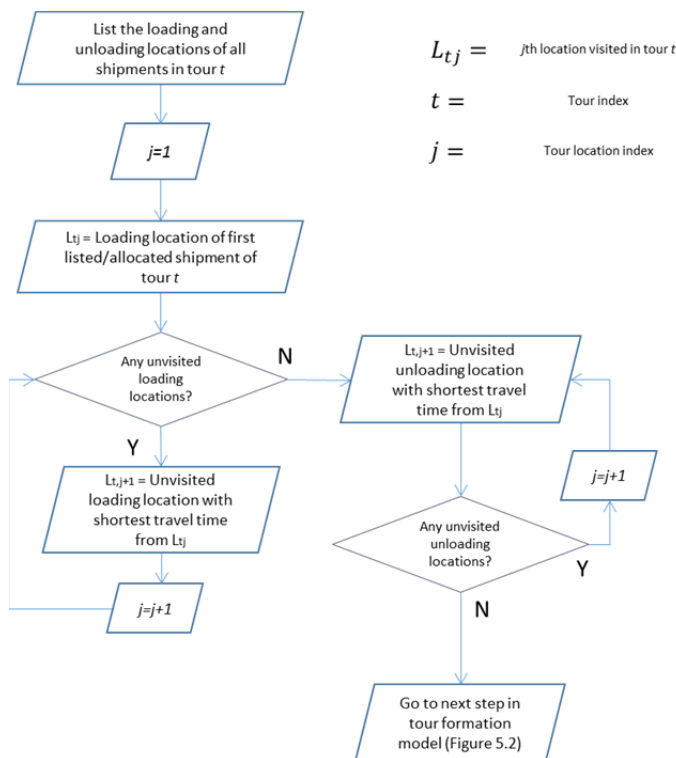 List the loading and
unloading locations of all
shipments in tour t
L_tj =
jth location visited in tour t
t =
Tour index
j=1
j =
Tour location index
Ltj = Loading location of first
listed/allocated shipment of
tour t
Any unvisited
loading
locations?
N
Lt,j+1 = Unvisited
unloading location
with shortest travel
time from Ltj
Y
Lt,j+1 = Unvisited
loading location with
shortest travel time
from Ltj
j=j+1
Any unvisited
unloading
locations?
Y
j=j+1
N
Go to next step in
tour formation
model (Figure 5.2)